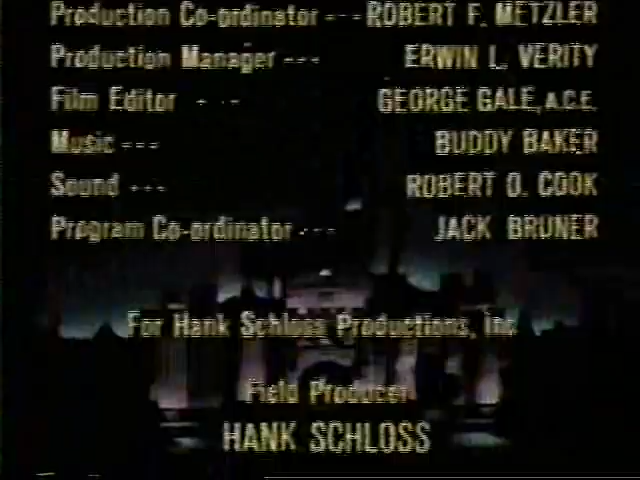 Production Co-ordinator --- ROBERT F. METZLER
Production Manager --- ERWIN L. VERITY
Film Editor --- GEORGE GALE, A.C.E.
Music --- BUDDY BAKER
Sound --- ROBERT O. COOK
Program Co-ordinator --- JACK BRUNER
For Hank Schloss Productions, Inc
Field Producer
HANK SCHLOSS